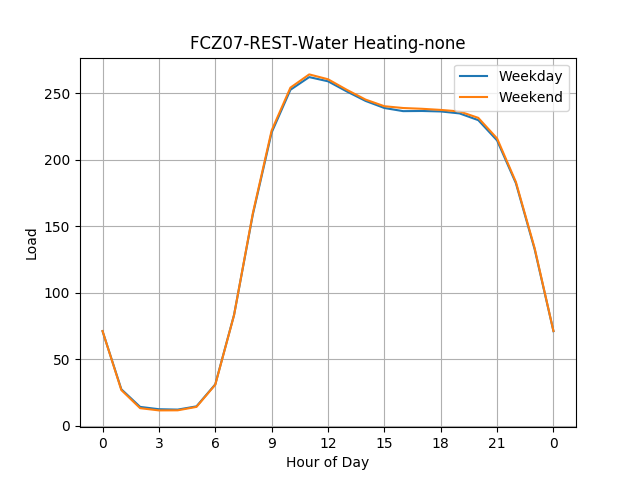 FCZ07-REST-Water Heating-none
Weekday
Weekend
250
200
150
100
50
0
Load
0 3 6 9 12 15 18 21 0
Hour of Day